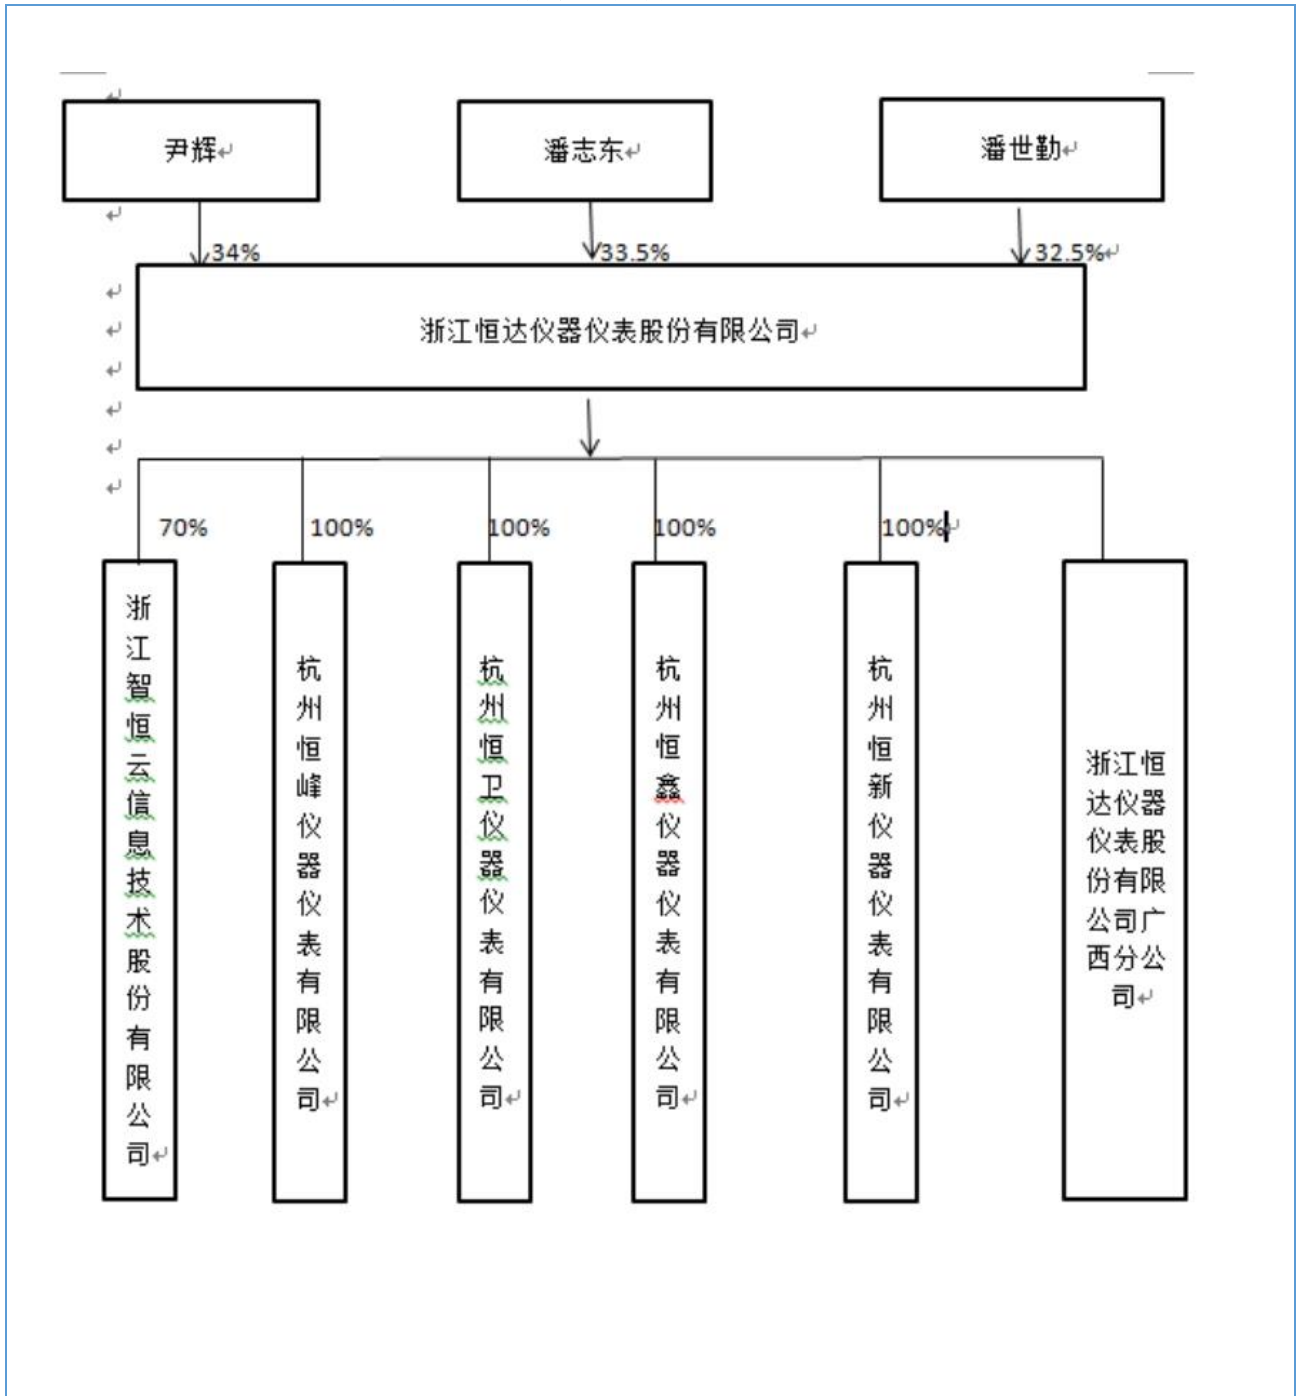 尹辉
潘志东
潘世勤
34%
33.5%
32.5%
浙江恒达仪器仪表股份有限公司
70%
100%
100%
100%
100%
浙江智恒云信息技术股份有限公司
杭州恒峰仪器仪表有限公司
杭州恒卫仪器仪表有限公司
杭州恒鑫仪器仪表有限公司
杭州恒新仪器仪表有限公司
浙江恒
达仪器
仪表股
份有限
公司广
西分公
司